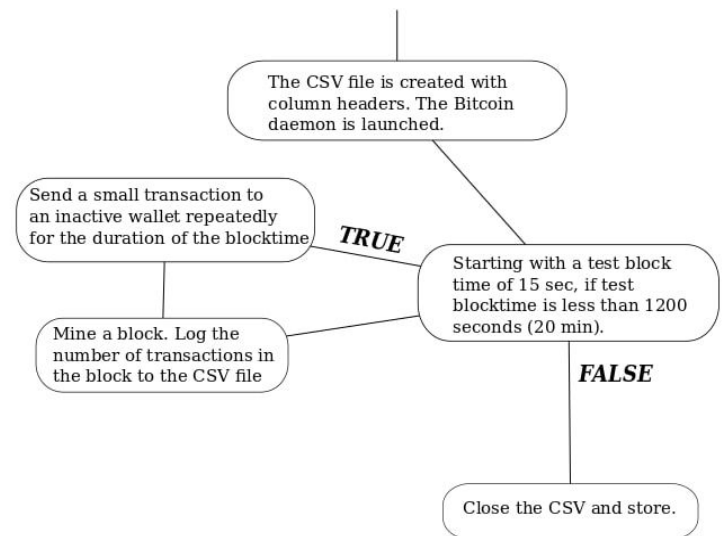 The CSV file is created with
column headers. The Bitcoin
daemon is launched.
Send a small transaction to
an inactive wallet repeatedly
for the duration of the blocktime
TRUE
Starting with a test block
time of 15 sec, if test
blocktime is less than 1200
seconds (20 min).
Mine a block. Log the
number of transactions in
the block to the CSV file
FALSE
Close the CSV and store.